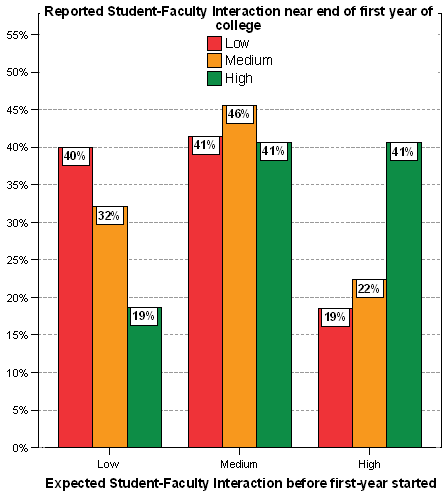 Reported Student-Faculty Interaction near end of first year of
college
Low
Medium
High
55%
50%
45%
40%
35%
30%
25%
20%
15%
10%
5%
0%
40%
32%
19%
41%
46%
41%
19%
22%
41%
Low
Medium
High
Expected Student-Faculty Interaction before first-year started